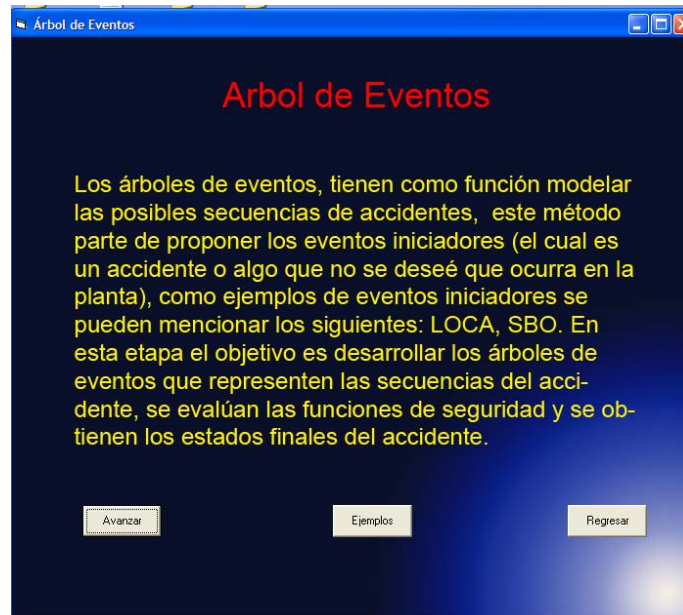 Árbol de Eventos
Arbol de Eventos
Los árboles de eventos, tienen como función modelar
las posibles secuencias de accidentes, este método
parte de proponer los eventos iniciadores (el cual es
un accidente o algo que no se deseé que ocurra en la
planta), como ejemplos de eventos iniciadores se
pueden mencionar los siguientes: LOCA, SBO. En
esta etapa el objetivo es desarrollar los árboles de
eventos que representen las secuencias del acci-
dente, se evalúan las funciones de seguridad y se ob-
tienen los estados finales del accidente.
Avanzar
Ejemplos
Regresar